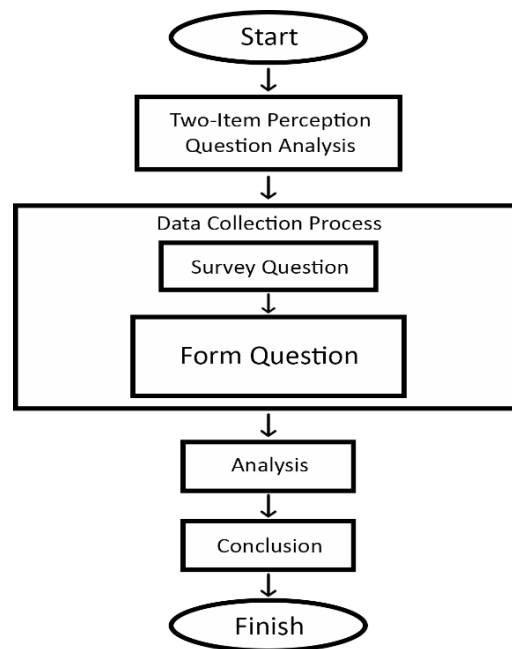 Start
Two-Item Perception
Question Analysis
Data Collection Process
Survey Question
Form Question
Analysis
Conclusion
Finish